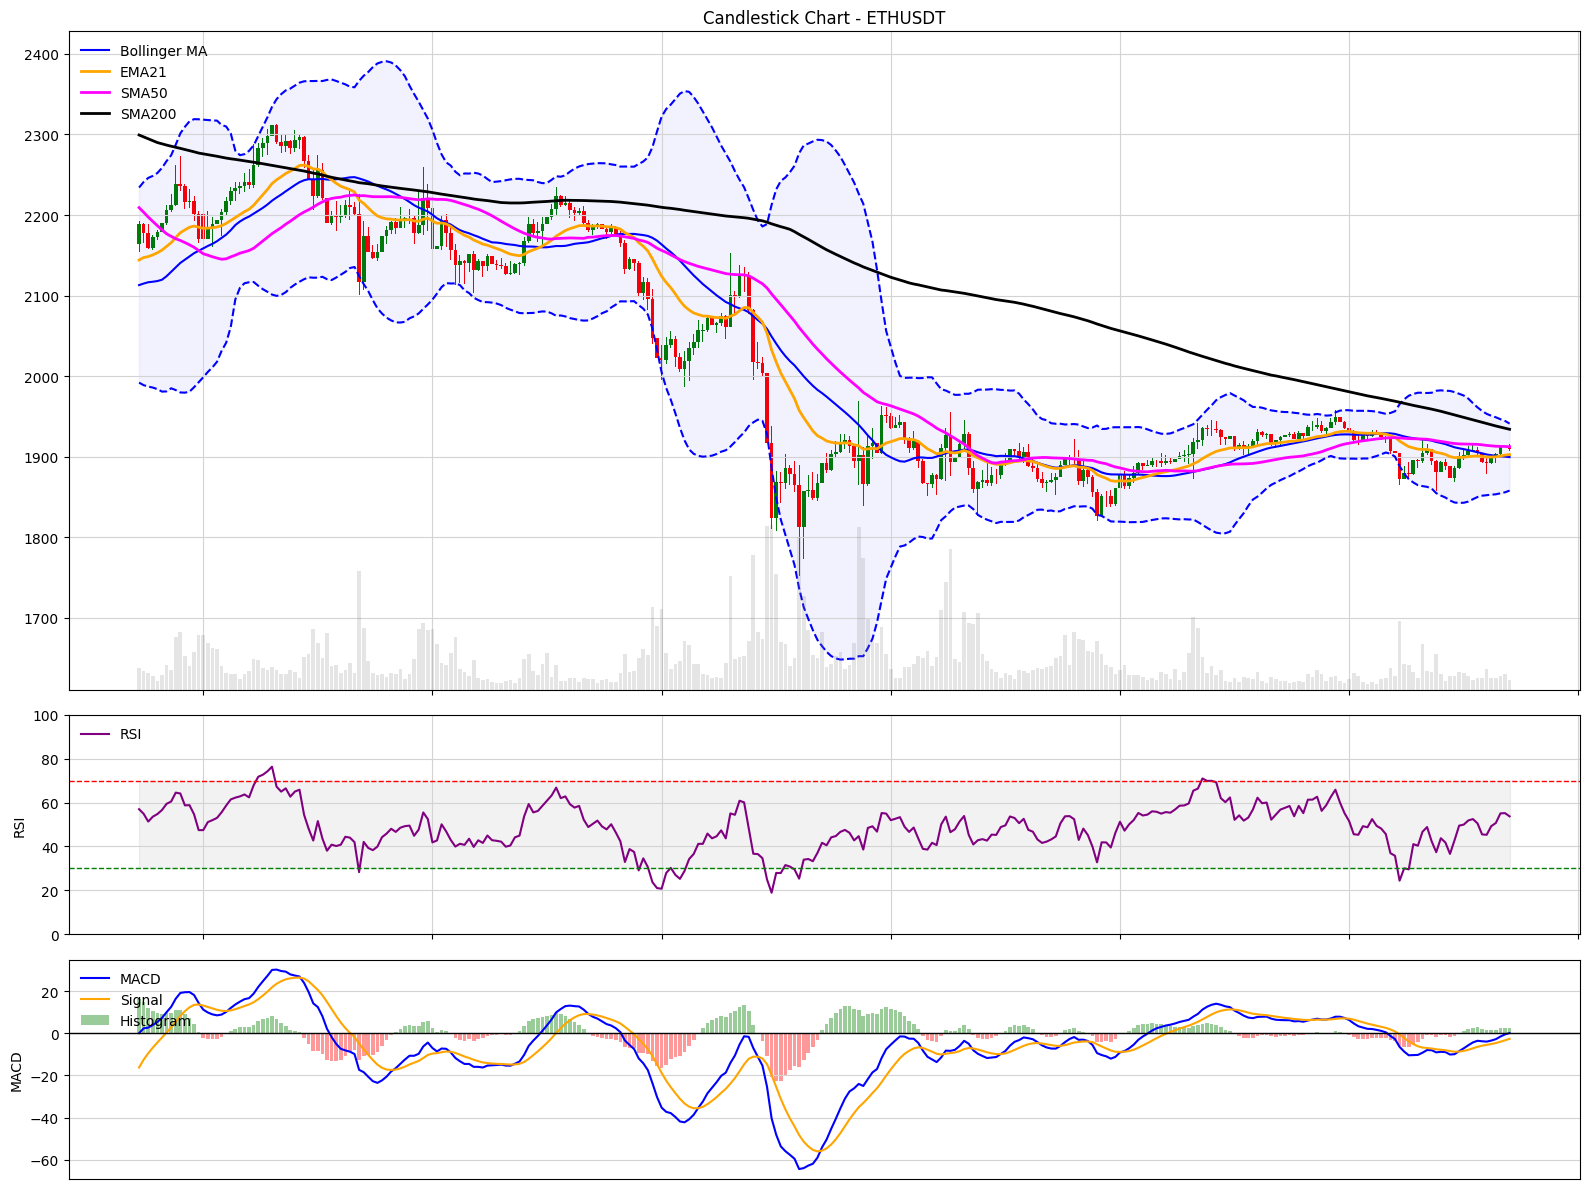 Candlestick Chart - ETHUSDT
Bollinger MA
EMA21
SMA50
SMA200
2400
2300
2200
2100
2000
1900
1800
1700
RSI
100
80
60
40
20
0
RSI
MACD
Signal
Histogram
20
0
−20
−40
−60
MACD